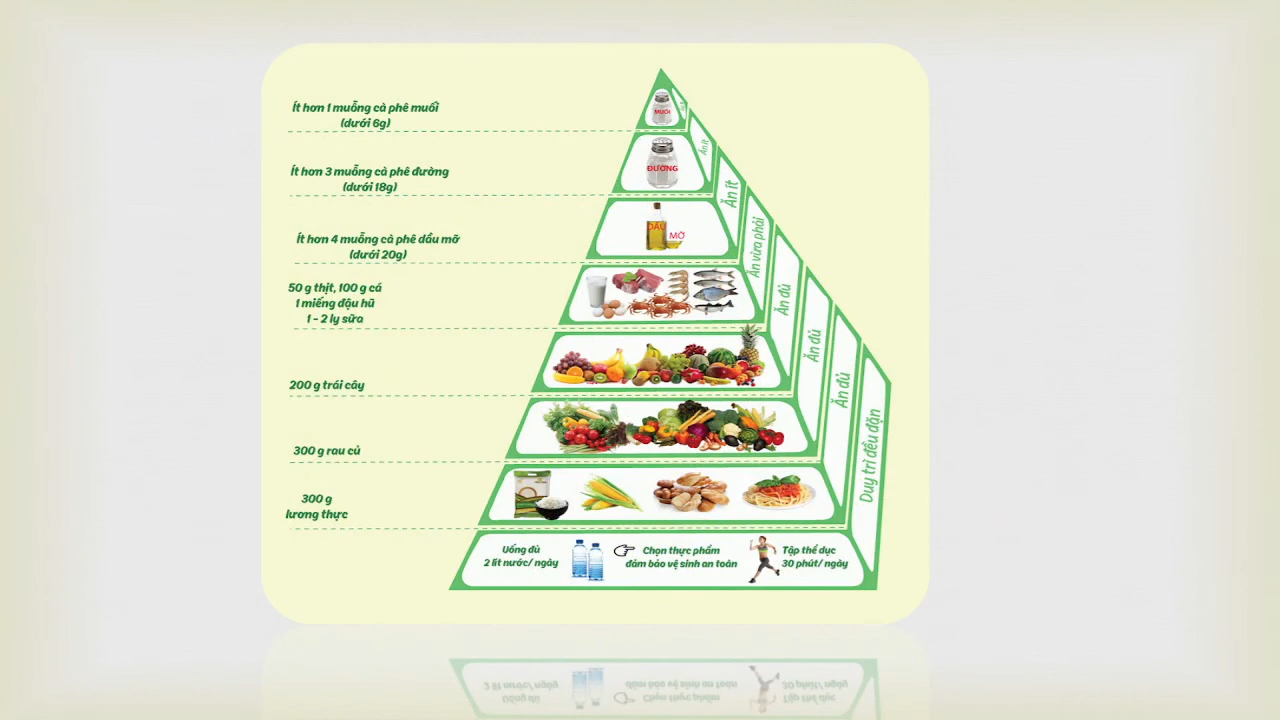 Ít hơn 1 muỗng cà phê muối
(dưới 6g)
MUỐI
Ít hơn 3 muỗng cà phê đường
(dưới 18g)
ĐƯỜNG
Ăn ít
Ít hơn 4 muỗng cà phê dầu mỡ
(dưới 20g)
DẦU
MỠ
Ăn ít
50 g thịt, 100 g cá
1 miếng đậu hũ
1 - 2 ly sữa
Ăn vừa phải
200 g trái cây
Ăn đủ
300 g rau củ
Ăn đủ
300 g
lương thực
Ăn đủ
Uống đủ
2 lít nước/ ngày
Chọn thực phẩm
đảm bảo vệ sinh an toàn
Tập thể dục
30 phút/ ngày
Duy trì đều đặn